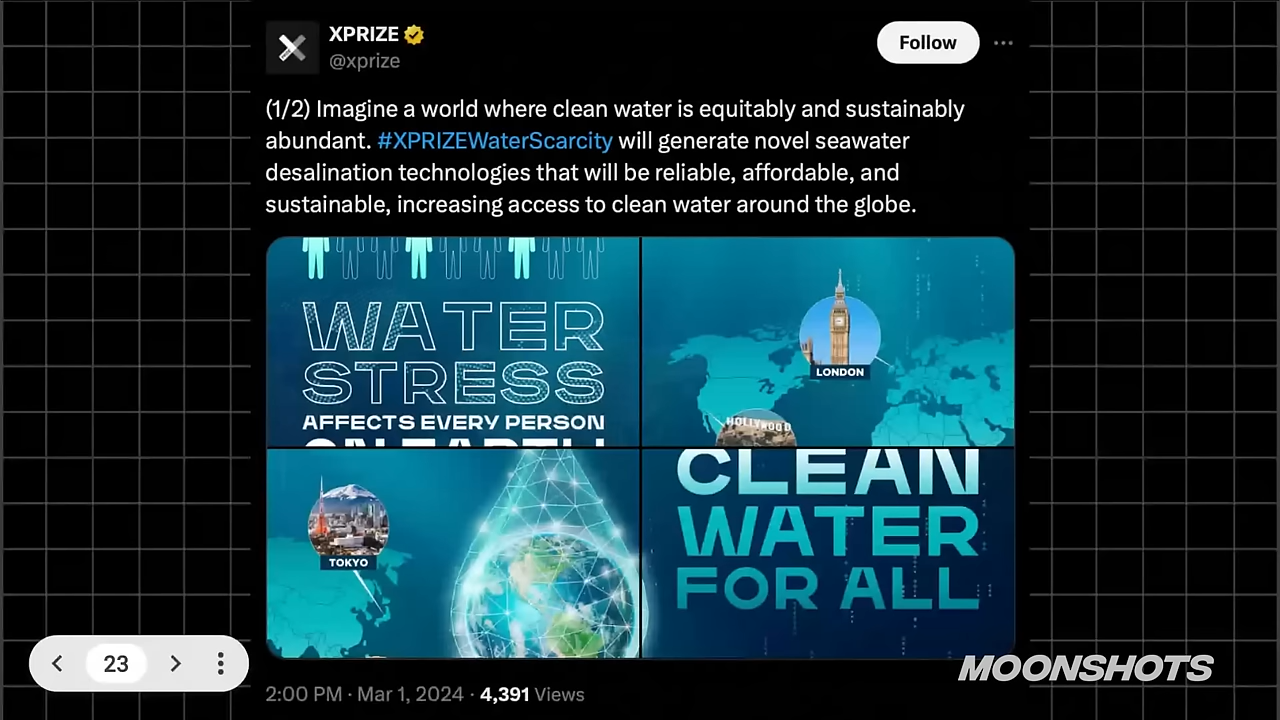 XPRIZE
@xprize
Follow
(1/2) Imagine a world where clean water is equitably and sustainably
abundant. #XPRIZEWaterScarcity will generate novel seawater
desalination technologies that will be reliable, affordable, and
sustainable, increasing access to clean water around the globe.
WATER
STRESS
AFFECTS EVERY PERSON
ON EARTH
LONDON
HOLLYWOOD
TOKYO
CLEAN
WATER
FOR ALL
23
MOONSHOTS
2:00 PM · Mar 1, 2024 · 4,391 Views